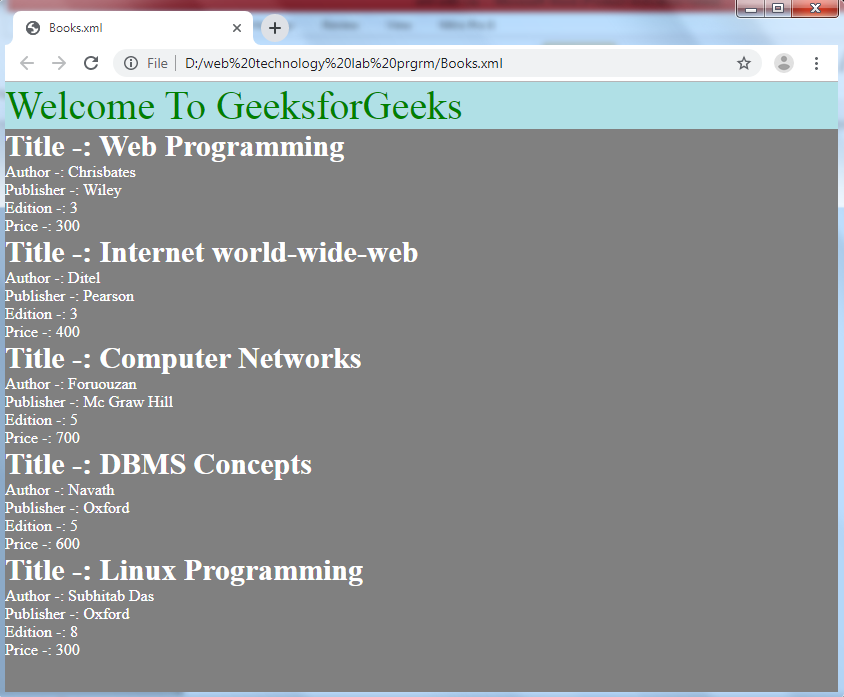 Books.xml
File
D:/web%20technology%20lab%20prgrm/Books.xml
Welcome To GeeksforGeeks
Title -: Web Programming
Author -: Chrisbates
Publisher -: Wiley
Edition -: 3
Price -: 300
Title -: Internet world-wide-web
Author -: Ditel
Publisher -: Pearson
Edition -: 3
Price -: 400
Title -: Computer Networks
Author -: Foruouzan
Publisher -: Mc Graw Hill
Edition -: 5
Price -: 700
Title -: DBMS Concepts
Author -: Navath
Publisher -: Oxford
Edition -: 5
Price -: 600
Title -: Linux Programming
Author -: Subhitab Das
Publisher -: Oxford
Edition -: 8
Price -: 300